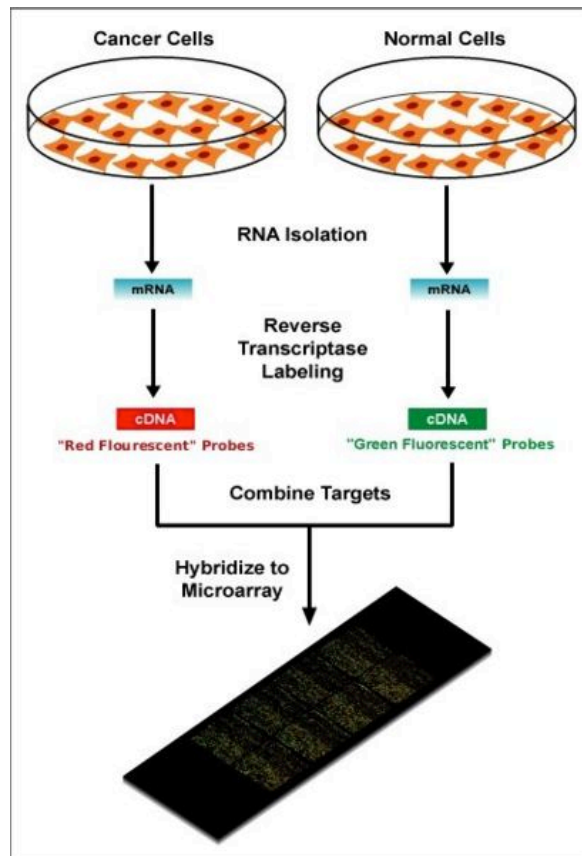 Cancer Cells
Normal Cells
RNA Isolation
mRNA
mRNA
Reverse
Transcriptase
Labeling
cDNA
cDNA
"Red Flourescent" Probes
"Green Fluorescent" Probes
Combine Targets
Hybridize to
Microarray